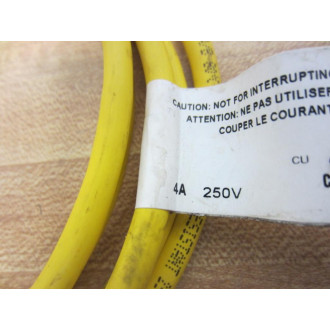 CAUTION: NOT FOR INTERRUPTING
ATTENTION: NE PAS UTILISER
COUPER LE COURANT
CU
4A 250V